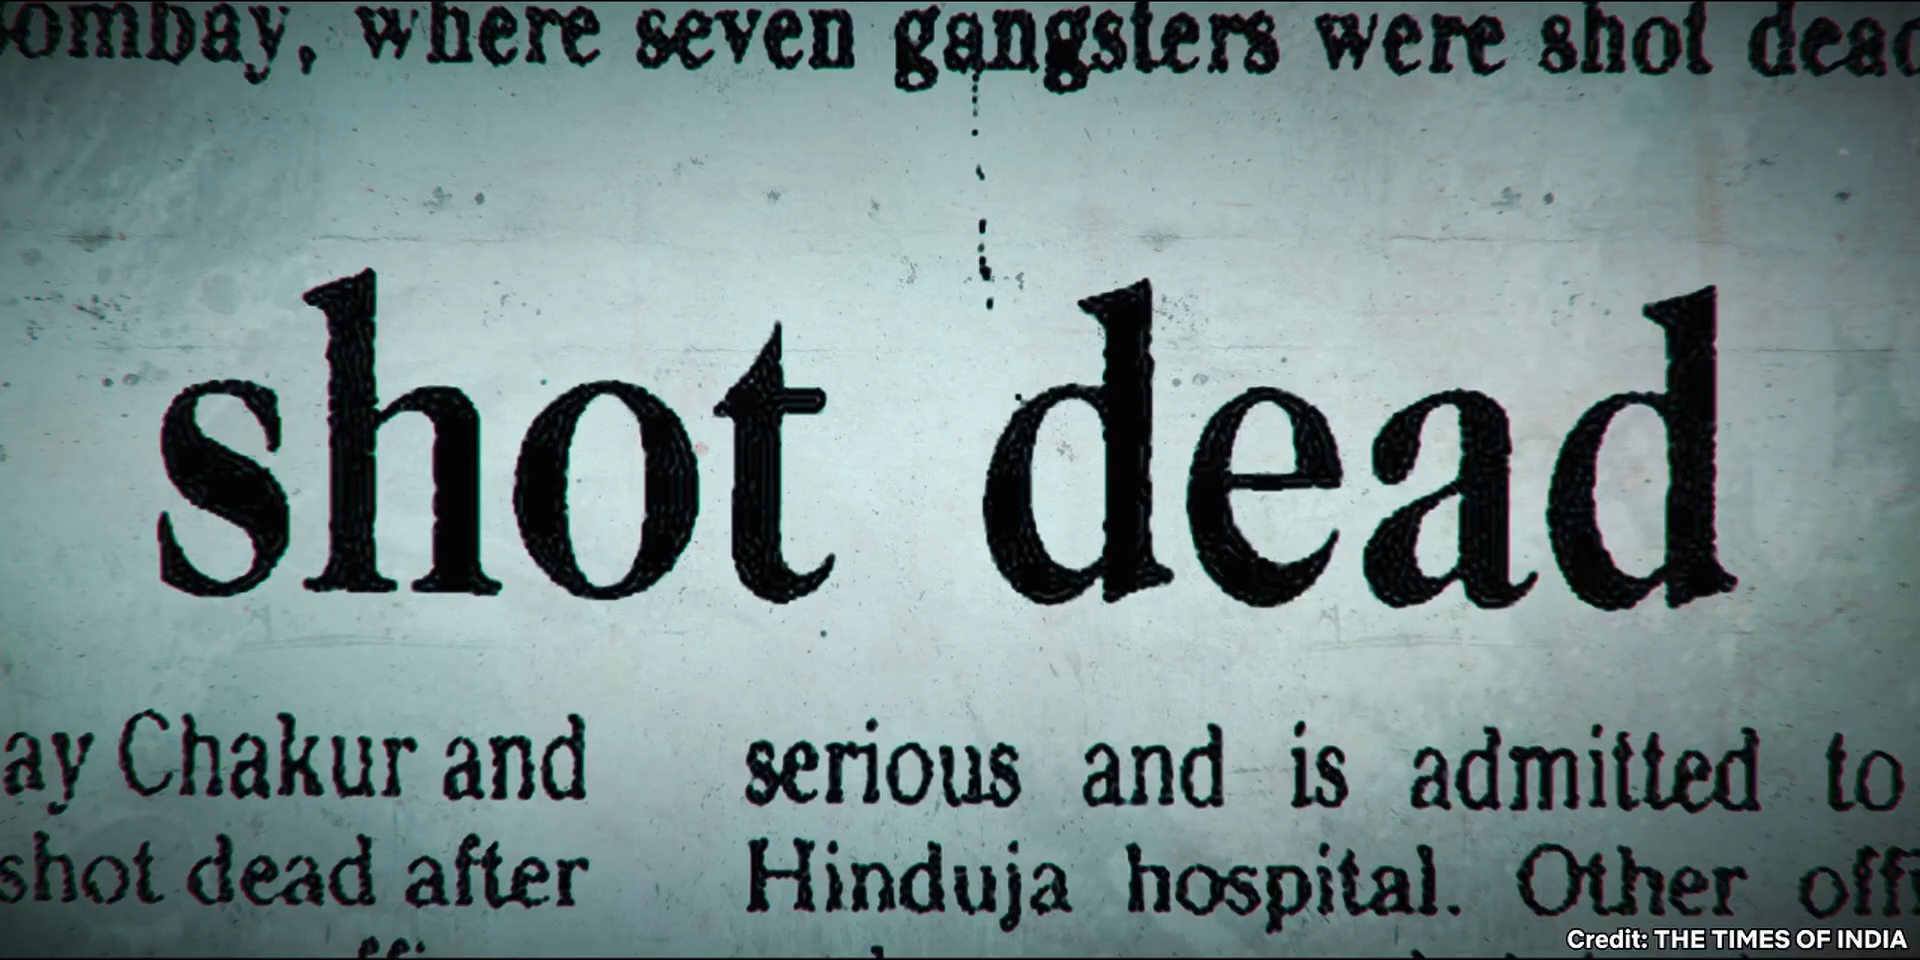 ombay, where seven gangsters were shot dead
shot dead
ay Chakur and
shot dead after
serious and is admitted to
Hinduja hospital. Other offi
Credit: THE TIMES OF INDIA